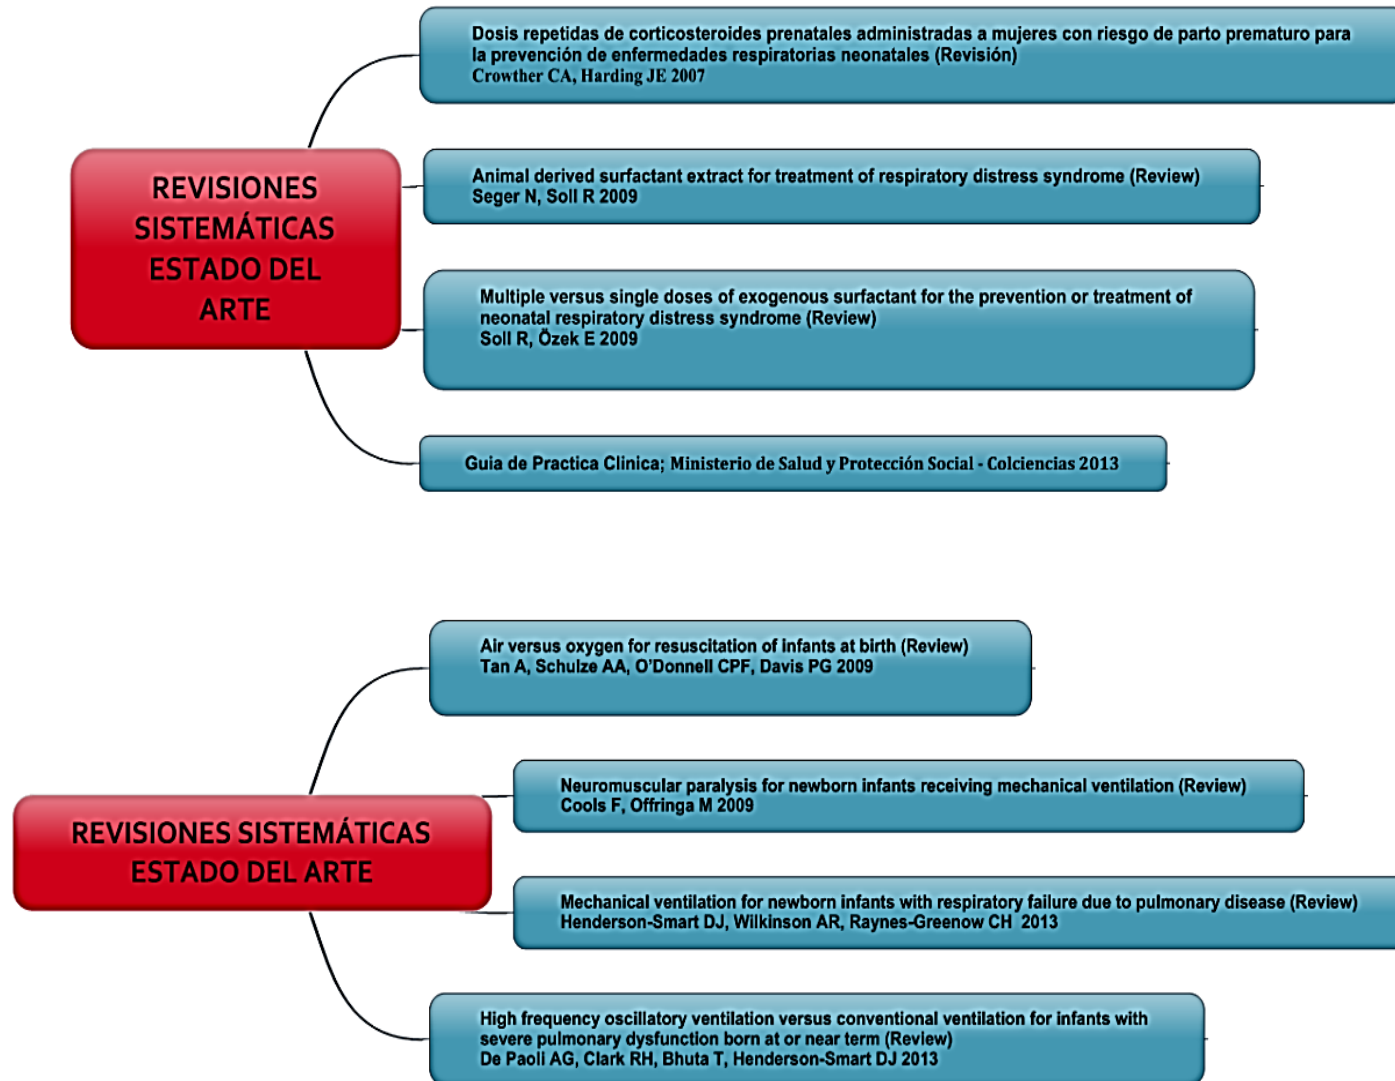 REVISIONES
SISTEMÁTICAS
ESTADO DEL
ARTE
Dosis repetidas de corticosteroides prenatales administradas a mujeres con riesgo de parto prematuro para
la prevención de enfermedades respiratorias neonatales (Revisión)
Crowther CA, Harding JE 2007
Animal derived surfactant extract for treatment of respiratory distress syndrome (Review)
Seger N, Soll R 2009
Multiple versus single doses of exogenous surfactant for the prevention or treatment of
neonatal respiratory distress syndrome (Review)
Soll R, Özek E 2009
Guia de Practica Clinica; Ministerio de Salud y Protección Social - Colciencias 2013
REVISIONES SISTEMÁTICAS
ESTADO DEL ARTE
Air versus oxygen for resuscitation of infants at birth (Review)
Tan A, Schulze AA, O'Donnell CPF, Davis PG 2009
Neuromuscular paralysis for newborn infants receiving mechanical ventilation (Review)
Cools F, Offringa M 2009
Mechanical ventilation for newborn infants with respiratory failure due to pulmonary disease (Review)
Henderson-Smart DJ, Wilkinson AR, Raynes-Greenow CH 2013
High frequency oscillatory ventilation versus conventional ventilation for infants with
severe pulmonary dysfunction born at or near term (Review)
De Paoli AG, Clark RH, Bhuta T, Henderson-Smart DJ 2013